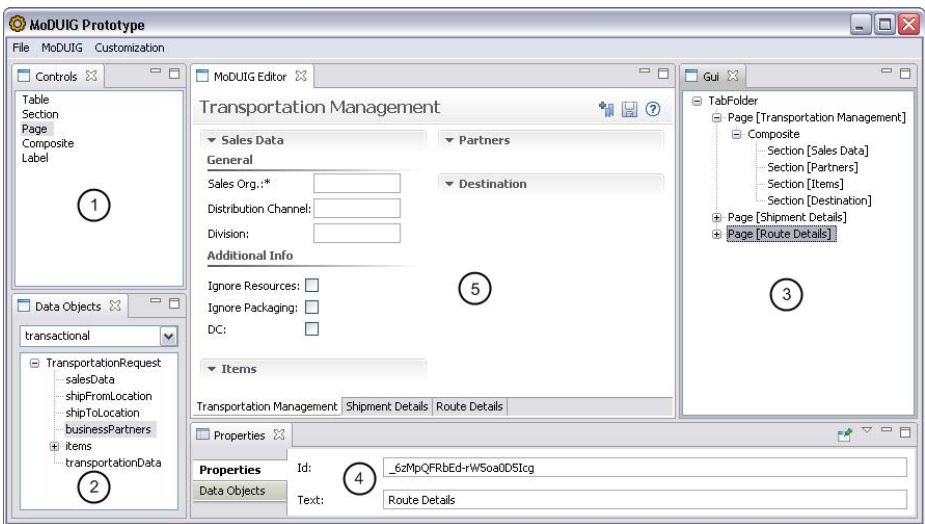 MoDUIG Prototype
File MoDUIG Customization
Controls
Table
Section
Page
Composite
Label
1
Data Objects
transactional
TransportationRequest
salesData
shipFromLocation
shipToLocation
businessPartners
items
transportationData
2
MoDUIG Editor
Transportation Management
Sales Data
General
Sales Org.:*
Distribution Channel:
Division:
Additional Info
Ignore Resources:
Ignore Packaging:
DC:
Items
Partners
Destination
5
Transportation Management Shipment Details Route Details
Gui
TabFolder
Page [Transportation Management]
Composite
Section [Sales Data]
Section [Partners]
Section [Items]
Section [Destination]
Page [Shipment Details]
Page [Route Details]
3
Properties
Properties
Data Objects
Id: _6zMpQFRbEd-rW5oa0D5Icg
4
Text: Route Details